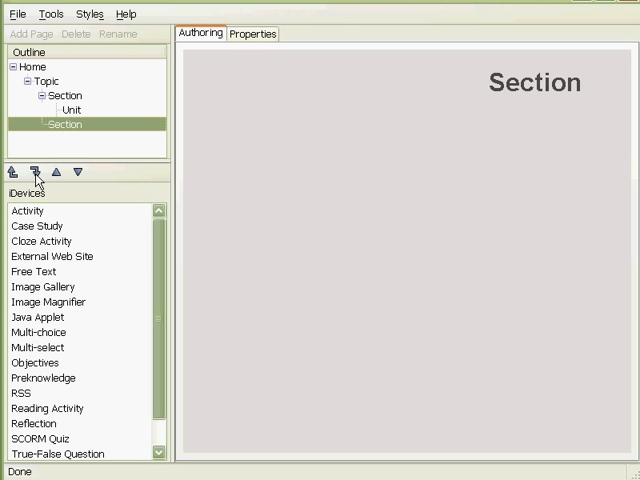 File Tools Styles Help
Add Page Delete Rename
Authoring Properties
Outline
Home
Topic
Section
Unit
Section
Section
iDevices
Activity
Case Study
Cloze Activity
External Web Site
Free Text
Image Gallery
Image Magnifier
Java Applet
Multi-choice
Multi-select
Objectives
Preknowledge
RSS
Reading Activity
Reflection
SCORM Quiz
True-False Question
Done